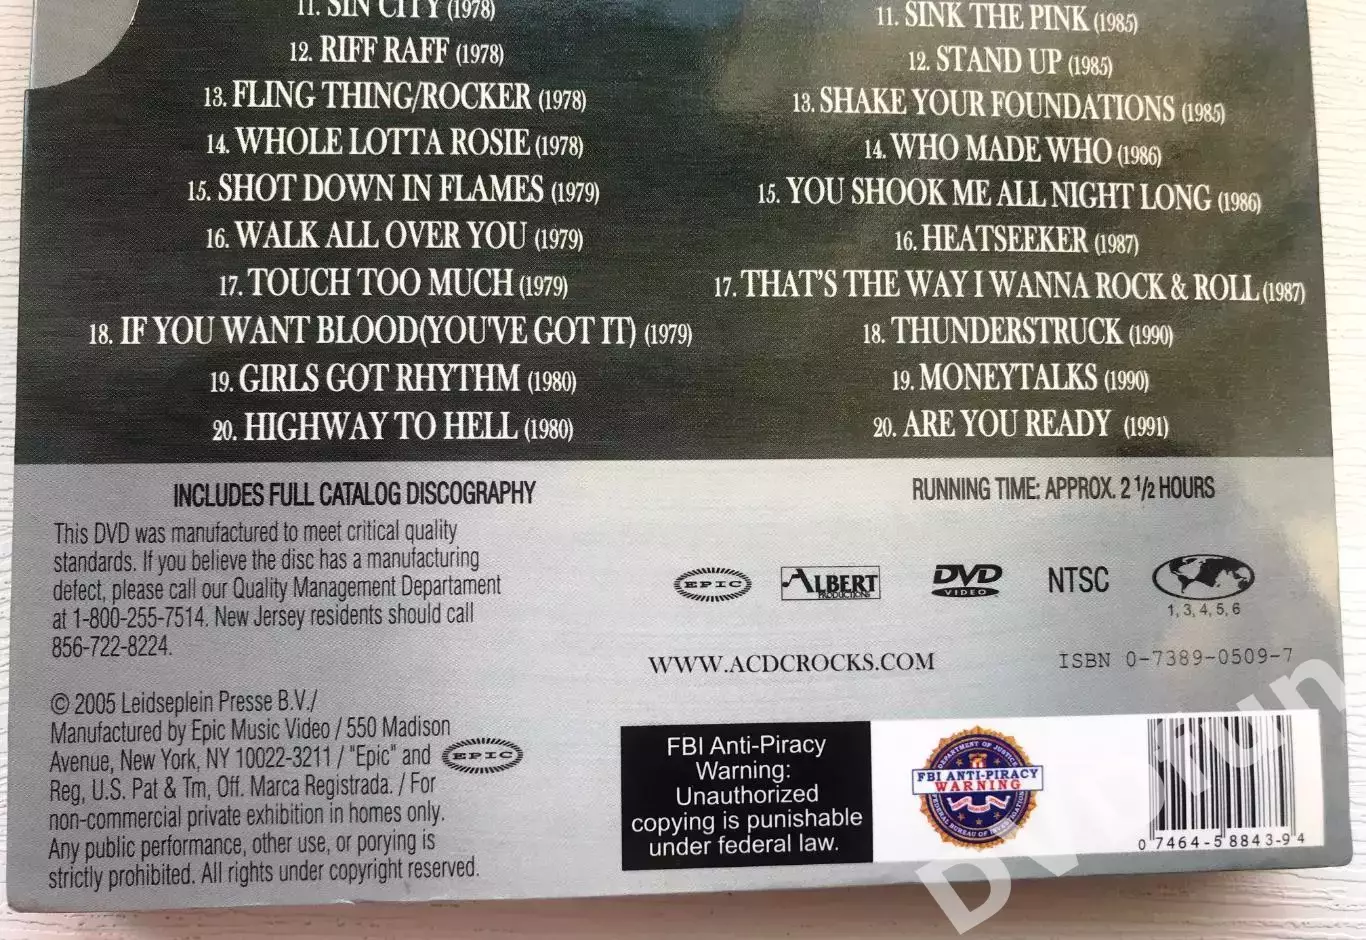 11. SIN CITY (1978)
12. RIFF RAFF (1978)
13. FLING THING/ROCKER (1978)
14. WHOLE LOTTA ROSIE (1978)
15. SHOT DOWN IN FLAMES (1979)
16. WALK ALL OVER YOU (1979)
17. TOUCH TOO MUCH (1979)
18. IF YOU WANT BLOOD(YOU'VE GOT IT) (1979)
19. GIRLS GOT RHYTHM (1980)
20. HIGHWAY TO HELL (1980)
11. SINK THE PINK (1985)
12. STAND UP (1985)
13. SHAKE YOUR FOUNDATIONS (1985)
14. WHO MADE WHO (1986)
15. YOU SHOOK ME ALL NIGHT LONG (1986)
16. HEATSEEKER (1987)
17. THAT'S THE WAY I WANNA ROCK & ROLL (1987)
18. THUNDERSTRUCK (1990)
19. MONEYTALKS (1990)
20. ARE YOU READY (1991)
INCLUDES FULL CATALOG DISCOGRAPHY
This DVD was manufactured to meet critical quality
standards. If you believe the disc has a manufacturing
defect, please call our Quality Management Departament
at 1-800-255-7514. New Jersey residents should call
856-722-8224.
© 2005 Leidseplein Presse B.V./
Manufactured by Epic Music Video / 550 Madison
Avenue, New York, NY 10022-3211 / "Epic" and EPIC
Reg, U.S. Pat & Tm, Off. Marca Registrada. / For
non-commercial private exhibition in homes only.
Any public performance, other use, or porying is
strictly prohibited. All rights under copyright reserved.
RUNNING TIME: APPROX. 2 1/2 HOURS
EPIC
ALBERT
PRODUCTIONS
DVD
VIDEO
NTSC
1, 3, 4, 5, 6
WWW.ACDCROCKS.COM
ISBN 0-7389-0509-7
FBI Anti-Piracy
Warning:
Unauthorized
copying is punishable
under federal law.
DEPARTMENT OF JUSTICE
FBI ANTI-PIRACY
WARNING
FEDERAL BUREAU OF INVESTIGATION
0 7464-5 8843-9 4